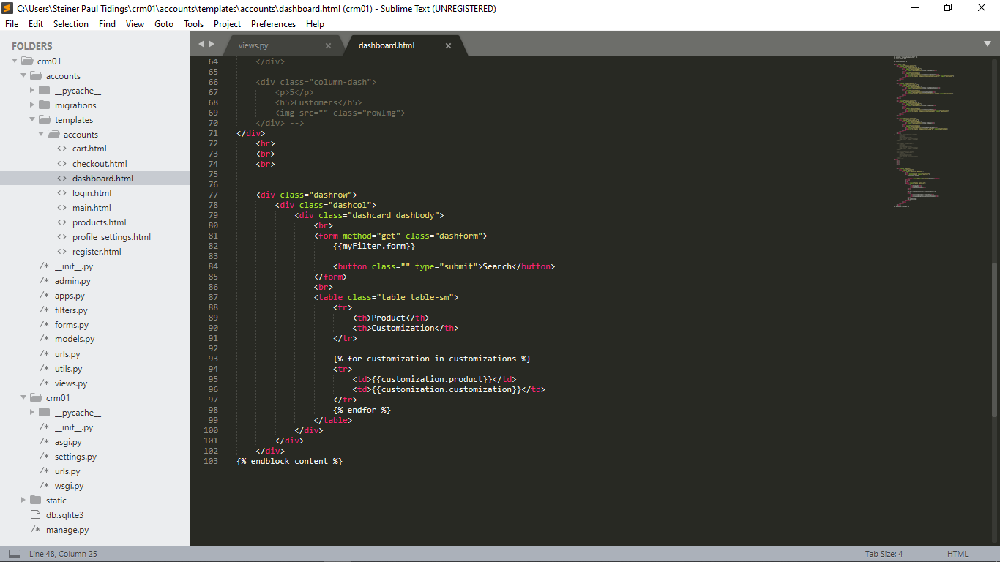 C:\Users\Steiner Paul Tidings\crm01\accounts\templates\accounts\dashboard.html (crm01) - Sublime Text (UNREGISTERED)
File Edit Selection Find View Goto Tools Project Preferences Help
FOLDERS
crm01
accounts
__pycache__
migrations
templates
accounts
<> cart.html
<> checkout.html
<> dashboard.html
<> login.html
<> main.html
<> products.html
<> profile_settings.html
<> register.html
/* __init__.py
/* admin.py
/* apps.py
/* filters.py
/* forms.py
/* models.py
/* urls.py
/* utils.py
/* views.py
crm01
__pycache__
/* __init__.py
/* asgi.py
/* settings.py
/* urls.py
/* wsgi.py
static
db.sqlite3
/* manage.py
views.py dashboard.html
64 </div>
65
66 <div class="column-dash">
67 <p>5</p>
68 <h5>Customers</h5>
69 <img src="" class="rowImg">
70 </div> -->
71 </div>
72 <br>
73 <br>
74 <br>
75
76
77 <div class="dashrow">
78 <div class="dashcol">
79 <div class="dashcard dashbody">
80 <br>
81 <form method="get" class="dashform">
82 {{myFilter.form}}
83
84 <button class="" type="submit">Search</button>
85 </form>
86 <br>
87 <table class="table table-sm">
88 <tr>
89 <th>Product</th>
90 <th>Customization</th>
91 </tr>
92
93 {% for customization in customizations %}
94 <tr>
95 <td>{{customization.product}}</td>
96 <td>{{customization.customization}}</td>
97 </tr>
98 {% endfor %}
99 </table>
100 </div>
101 </div>
102 </div>
103 {% endblock content %}
Line 48, Column 25 Tab Size: 4 HTML